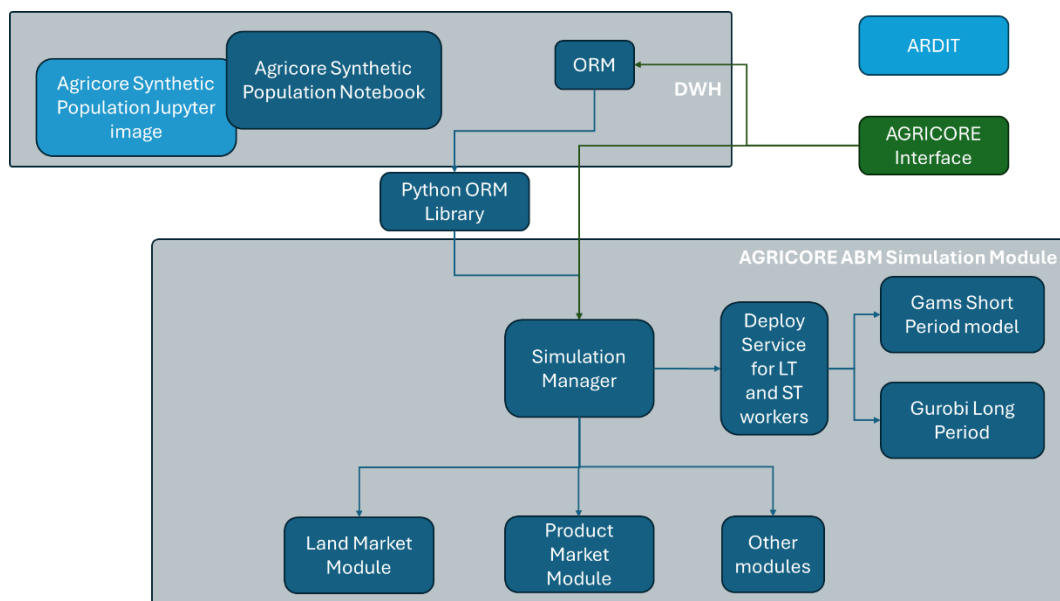 Agricore Synthetic
Population Jupyter
image
Agricore Synthetic
Population Notebook
ORM
DWH
ARDIT
AGRICORE
Interface
Python ORM
Library
AGRICORE ABM Simulation Module
Simulation
Manager
Deploy
Service
for LT
and ST
workers
Gams Short
Period model
Gurobi Long
Period
Land Market
Module
Product
Market
Module
Other
modules